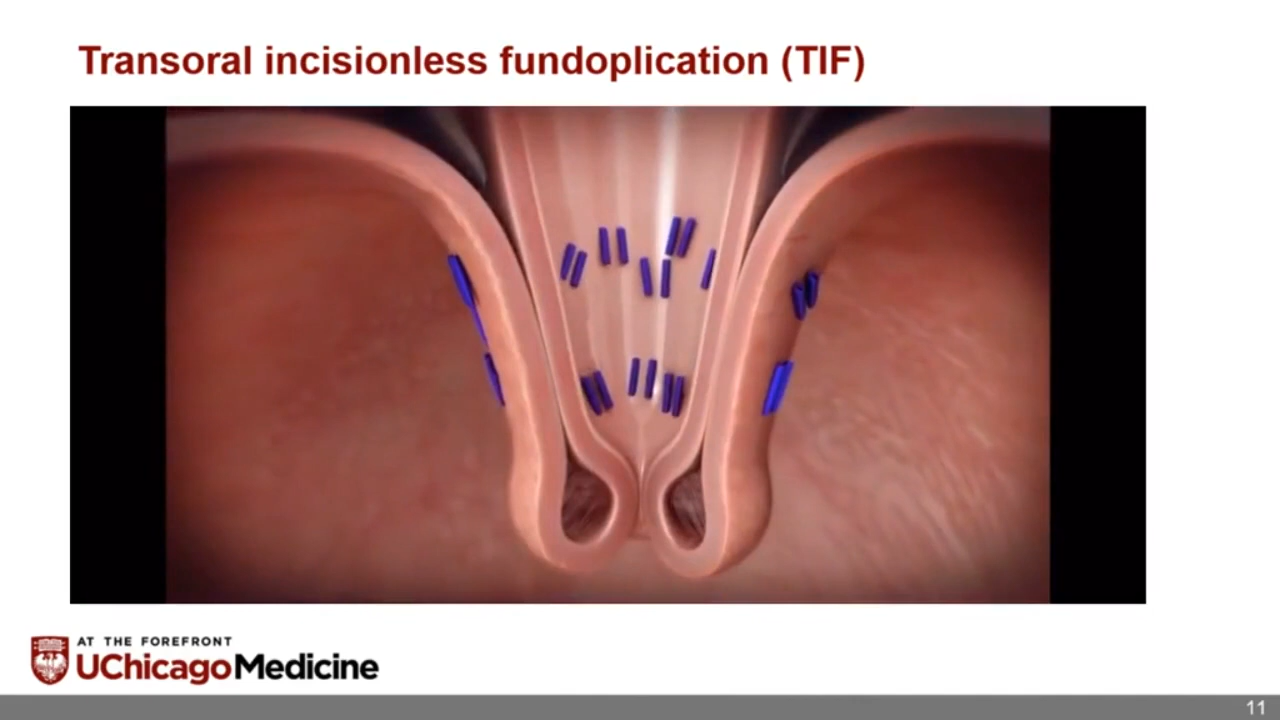 Transoral incisionless fundoplication (TIF)
AT THE FOREFRONT
UChicagoMedicine
11